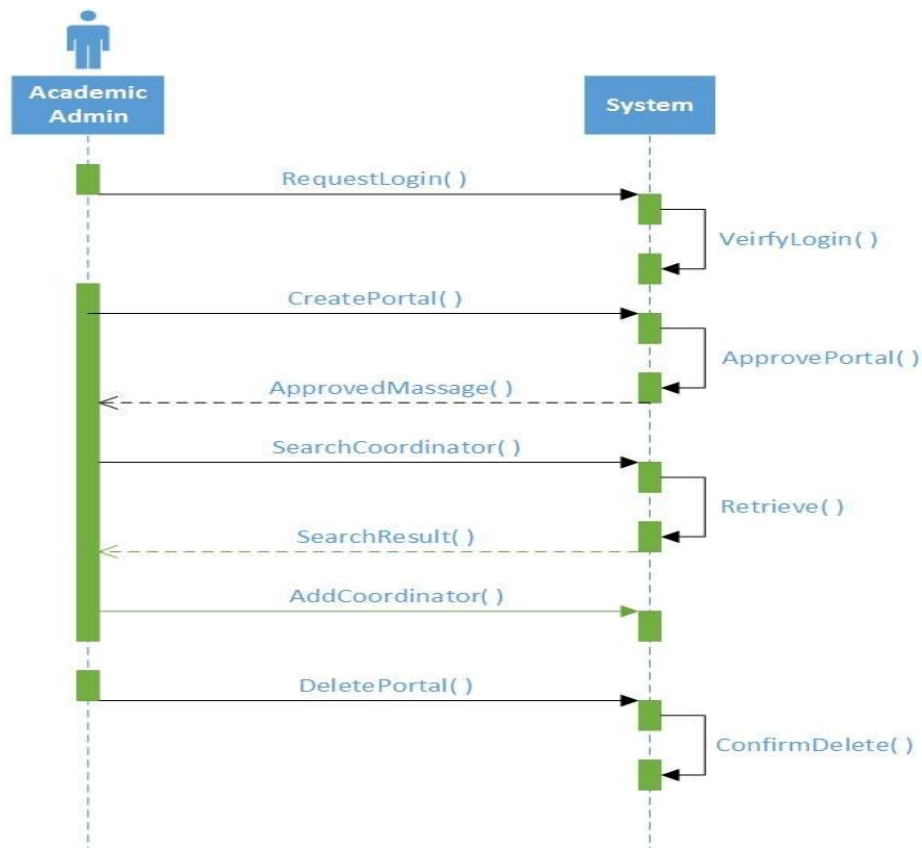 Academic
Admin
System
RequestLogin( )
VeirfyLogin( )
CreatePortal( )
ApprovePortal( )
ApprovedMassage( )
SearchCoordinator( )
Retrieve( )
SearchResult( )
AddCoordinator( )
DeletePortal( )
ConfirmDelete( )